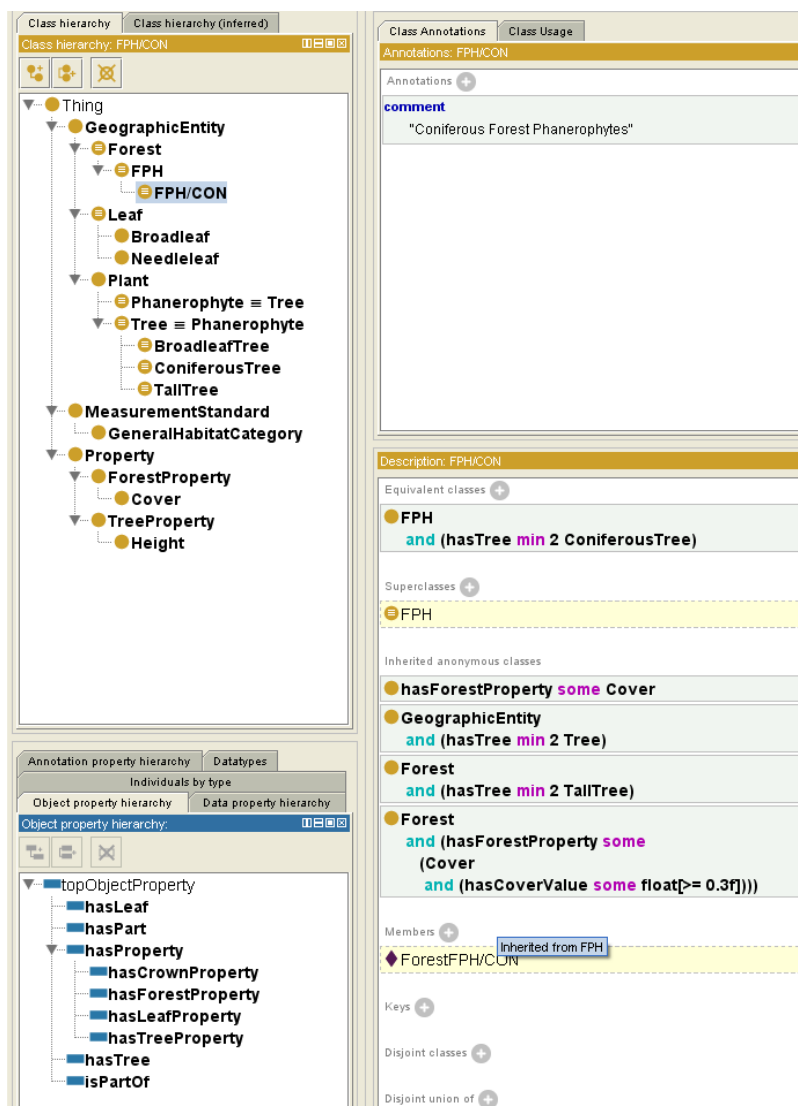 Class hierarchy
Class hierarchy (inferred)
Class hierarchy: FPH/CON
Thing
GeographicEntity
Forest
FPH
FPH/CON
Leaf
Broadleaf
Needleleaf
Plant
Phanerophyte ≡ Tree
Tree ≡ Phanerophyte
BroadleafTree
ConiferousTree
TallTree
MeasurementStandard
GeneralHabitatCategory
Property
ForestProperty
Cover
TreeProperty
Height
Annotation property hierarchy
Datatypes
Individuals by type
Object property hierarchy
Data property hierarchy
Object property hierarchy:
topObjectProperty
hasLeaf
hasPart
hasProperty
hasCrownProperty
hasForestProperty
hasLeafProperty
hasTreeProperty
hasTree
isPartOf
Class Annotations
Class Usage
Annotations: FPH/CON
Annotations
comment
"Coniferous Forest Phanerophytes"
Description: FPH/CON
Equivalent classes
FPH
and (hasTree min 2 ConiferousTree)
Superclasses
FPH
Inherited anonymous classes
hasForestProperty some Cover
GeographicEntity
and (hasTree min 2 Tree)
Forest
and (hasTree min 2 TallTree)
Forest
and (hasForestProperty some
(Cover
and (hasCoverValue some float[>= 0.3f])))
Members
Inherited from FPH
ForestFPH/CON
Keys
Disjoint classes
Disjoint union of